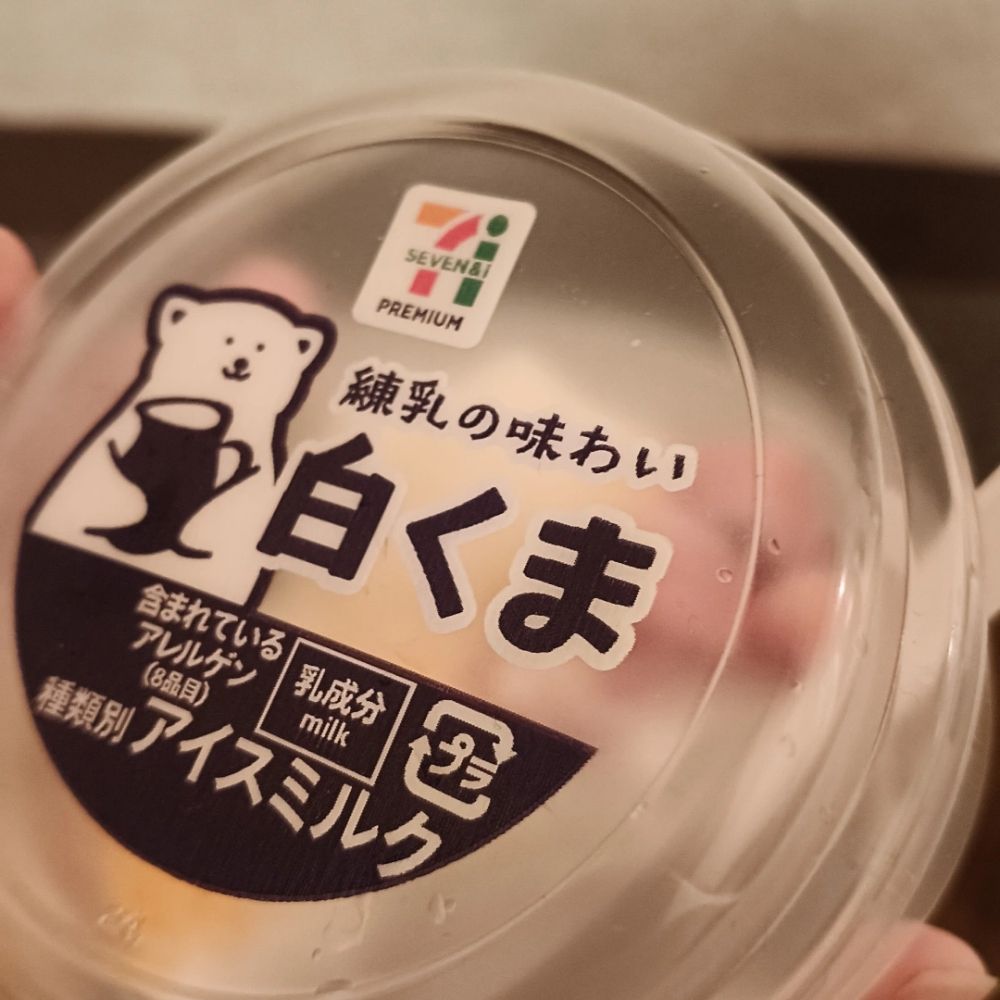 SEVEN&i
PREMIUM
練乳の味わい
白くま
含まれている
アレルゲン
(8品目)
乳成分
milk
種類別 アイスミルク
プラ